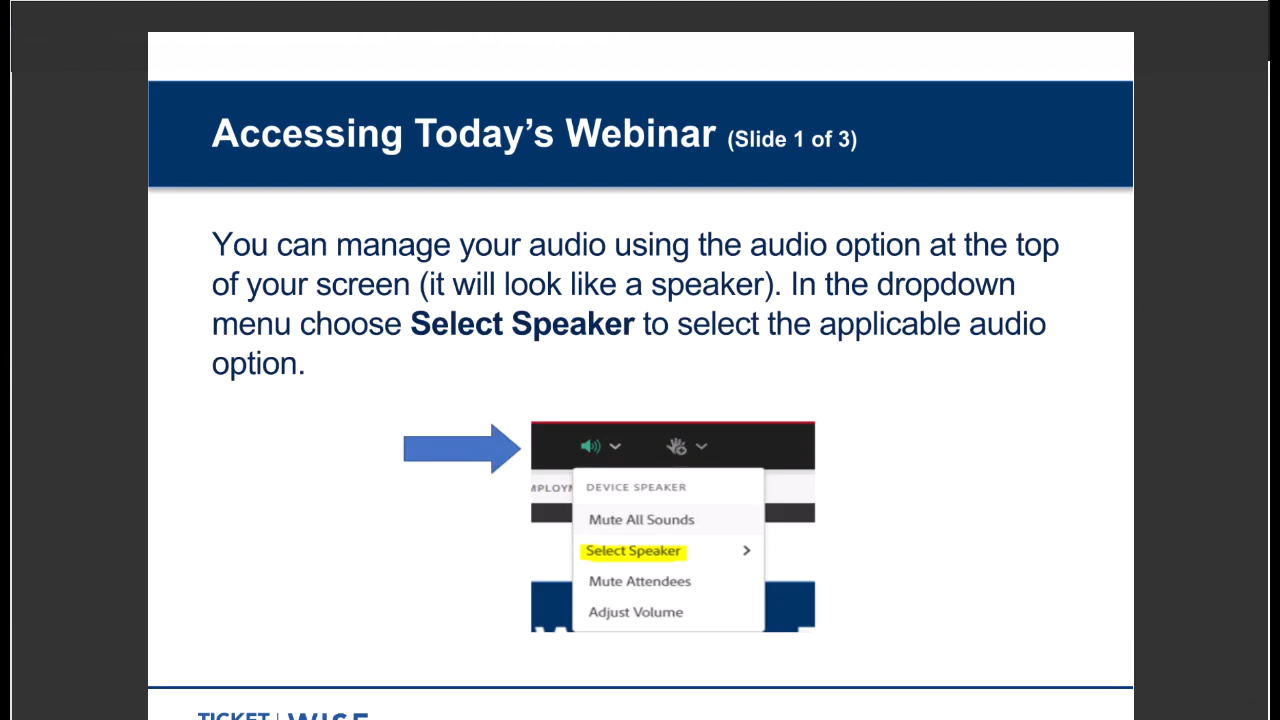 Accessing Today's Webinar (Slide 1 of 3)
You can manage your audio using the audio option at the top
of your screen (it will look like a speaker). In the dropdown
menu choose Select Speaker to select the applicable audio
option.
DEVICE SPEAKER
Mute All Sounds
Select Speaker
Mute Attendees
Adjust Volume
TICKET | WISE